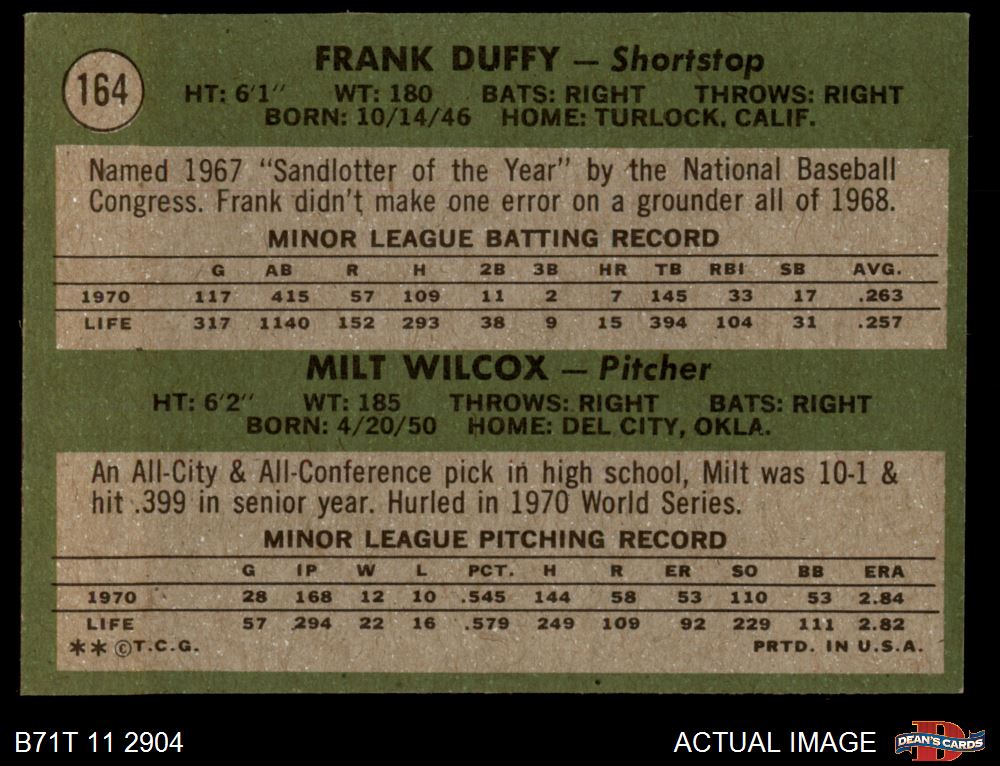 164
FRANK DUFFY — Shortstop
HT: 6'1" WT: 180 BATS: RIGHT THROWS: RIGHT
BORN: 10/14/46 HOME: TURLOCK, CALIF.
Named 1967 "Sandlotter of the Year" by the National Baseball
Congress. Frank didn't make one error on a grounder all of 1968.
MINOR LEAGUE BATTING RECORD
G AB R H 2B 3B HR TB RBI SB AVG.
1970 117 415 57 109 11 2 7 145 33 17 .263
LIFE 317 1140 152 293 38 9 15 394 104 31 .257
MILT WILCOX — Pitcher
HT: 6'2" WT: 185 THROWS: RIGHT BATS: RIGHT
BORN: 4/20/50 HOME: DEL CITY, OKLA.
An All-City & All-Conference pick in high school, Milt was 10-1 &
hit .399 in senior year. Hurled in 1970 World Series.
MINOR LEAGUE PITCHING RECORD
G IP W L PCT. H R ER SO BB ERA
1970 28 168 12 10 .545 144 58 53 110 53 2.84
LIFE 57 294 22 16 .579 249 109 92 229 111 2.82
** ©T.C.G. PRTD. IN U.S.A.
B71T 11 2904 ACTUAL IMAGE DEAN'S CARDS